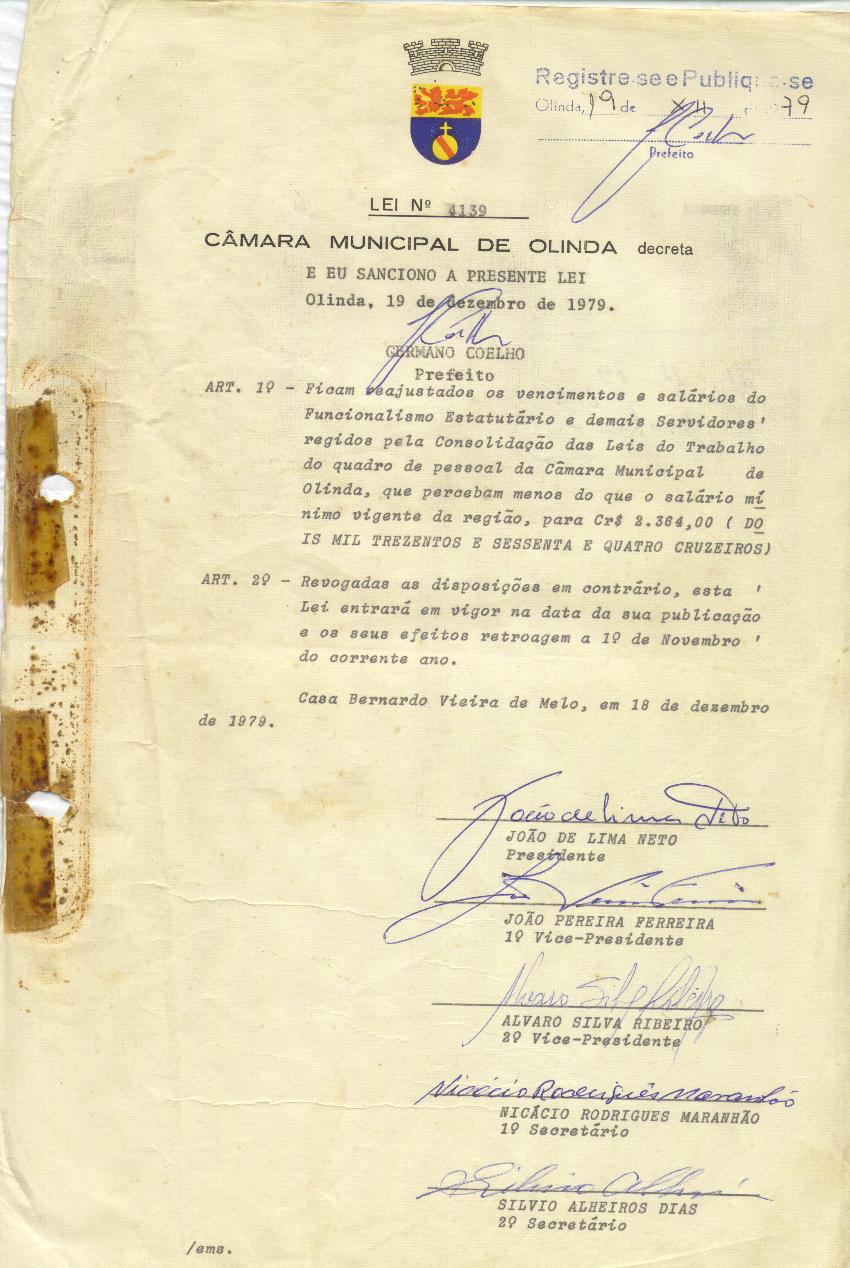 Registre-se e Publique-se
Olinda, 19 de XII de 1979
Prefeito
LEI Nº 4139
CÂMARA MUNICIPAL DE OLINDA decreta
E EU SANCIONO A PRESENTE LEI
Olinda, 19 de dezembro de 1979.
GERMANO COELHO
Prefeito
ART. 1º - Ficam reajustados os vencimentos e salários do
Funcionalismo Estatutário e demais Servidores'
regidos pela Consolidação das Leis do Trabalho
do quadro de pessoal da Câmara Municipal de
Olinda, que percebam menos do que o salário mí
nimo vigente da região, para Cr$ 2.364,00 ( DO
IS MIL TREZENTOS E SESSENTA E QUATRO CRUZEIROS)
ART. 2º - Revogadas as disposições em contrário, esta '
Lei entrará em vigor na data da sua publicação
e os seus efeitos retroagem a 1º de Novembro '
do corrente ano.
Casa Bernardo Vieira de Melo, em 18 de dezembro
de 1979.
João de Lima Neto
JOÃO DE LIMA NETO
Presidente
JOÃO PEREIRA FERREIRA
1º Vice-Presidente
Alvaro Silva Ribeiro
ALVARO SILVA RIBEIRO
2º Vice-Presidente
Nicácio Rodrigues Maranhão
NICÁCIO RODRIGUES MARANHÃO
1º Secretário
SILVIO ALHEIROS DIAS
2º Secretário
/ems.